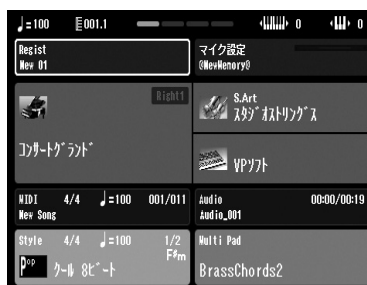 ♩=100 E001.1 0 0
Regist
New 01
マイク設定
(NewMemory)
Right1
コンサートグランド
S.Art
スタジオストリングス
VPソフト
MIDI 4/4 ♩=100 001/011
New Song
Audio 00:00/00:19
Audio_001
Style 4/4 ♩=100 1/2
F#m
Pop クール 8ビート
Multi Pad
BrassChords2